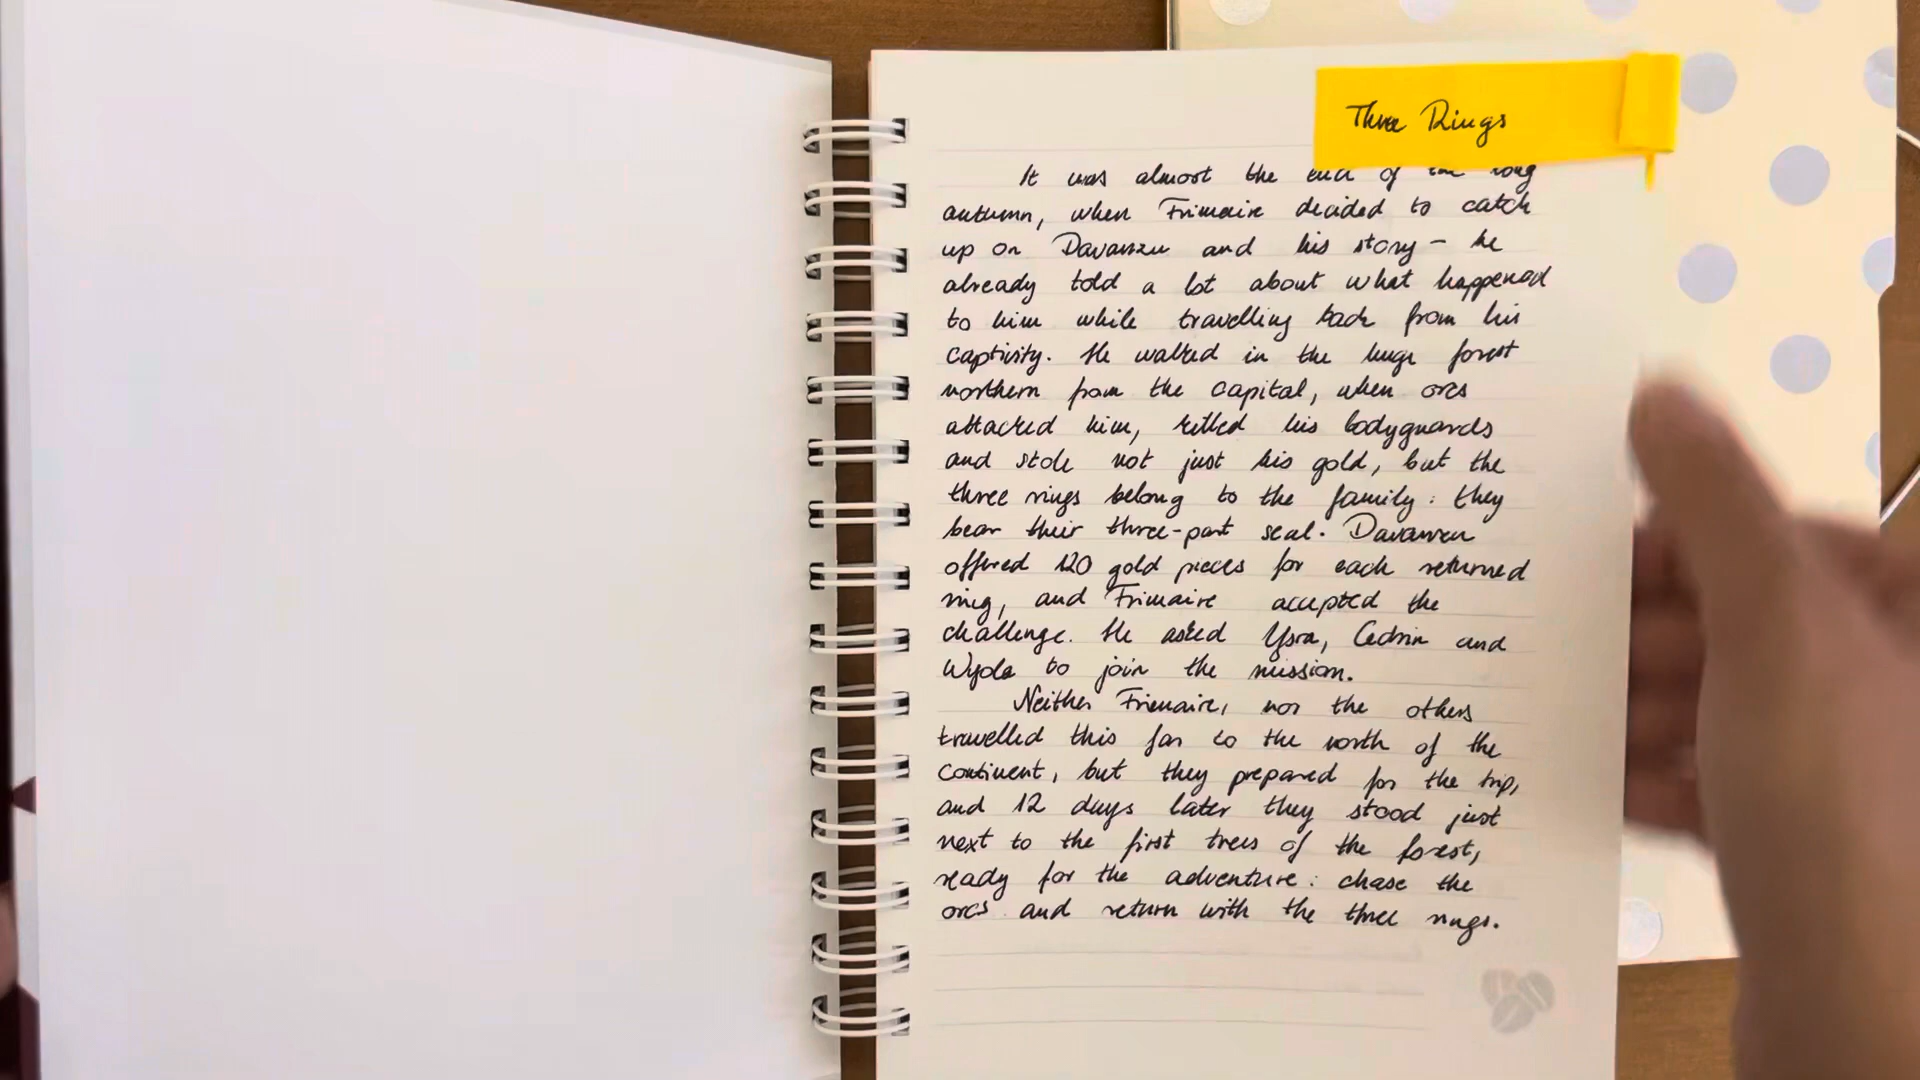 Three Rings
It was almost the end of the long
autumn, when Frimaire decided to catch
up on Davanzu and his story - he
already told a lot about what happened
to him while travelling back from his
captivity. He walked in the huge forest
northern from the capital, when orcs
attacked him, killed his bodyguards
and stole not just his gold, but the
three rings belong to the family: they
bear their three-part seal.
offered 120 gold pieces for each returned
ring, and Frimaire accepted the
challenge. He asked Ysra, Cedrin and
Wyda to join the mission.
Neither Frimaire, nor the others
travelled this far to the north of the
continent, but they prepared for the trip,
and 12 days later they stood just
next to the first trees of the forest,
ready for the adventure: chase the
orcs and return with the three rings.